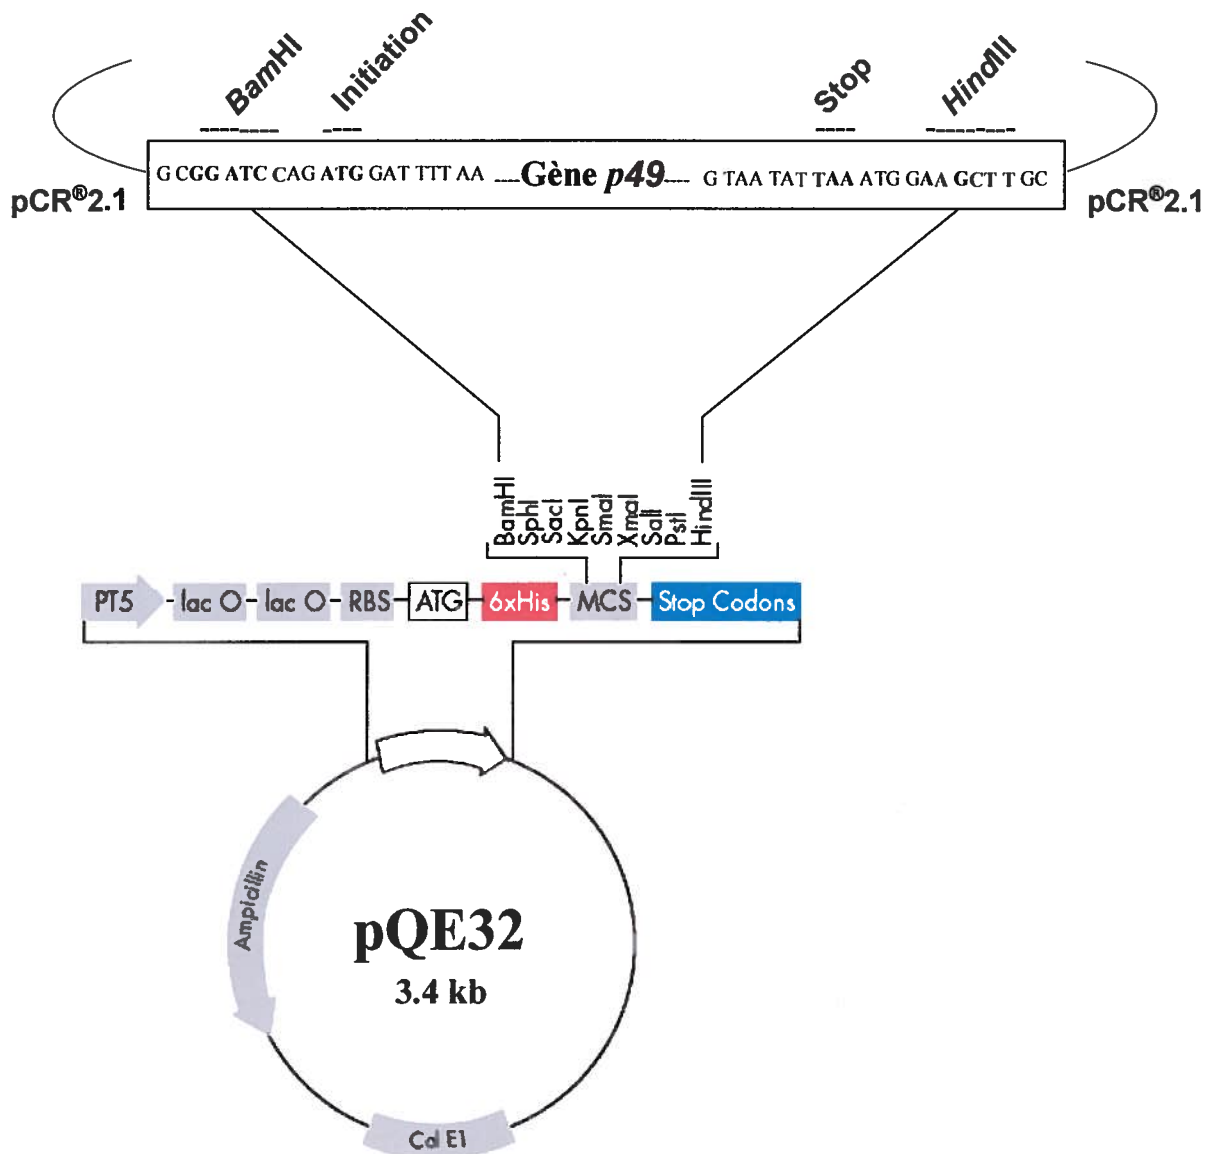 BamHI Initiation Stop HindIII
GCGGATC CAG ATG GAT TTT AA ----Gène p49---- G TAA TAT TAA ATG GAA GCT T GC
pCR®2.1 pCR®2.1
BamHI
SphI
SacI
KpnI
SmaI
XmaI
SalI
PstI
HindIII
PT5 lac O lac O RBS ATG 6xHis MCS Stop Codons
Ampicillin
pQE32
3.4 kb
Col E1